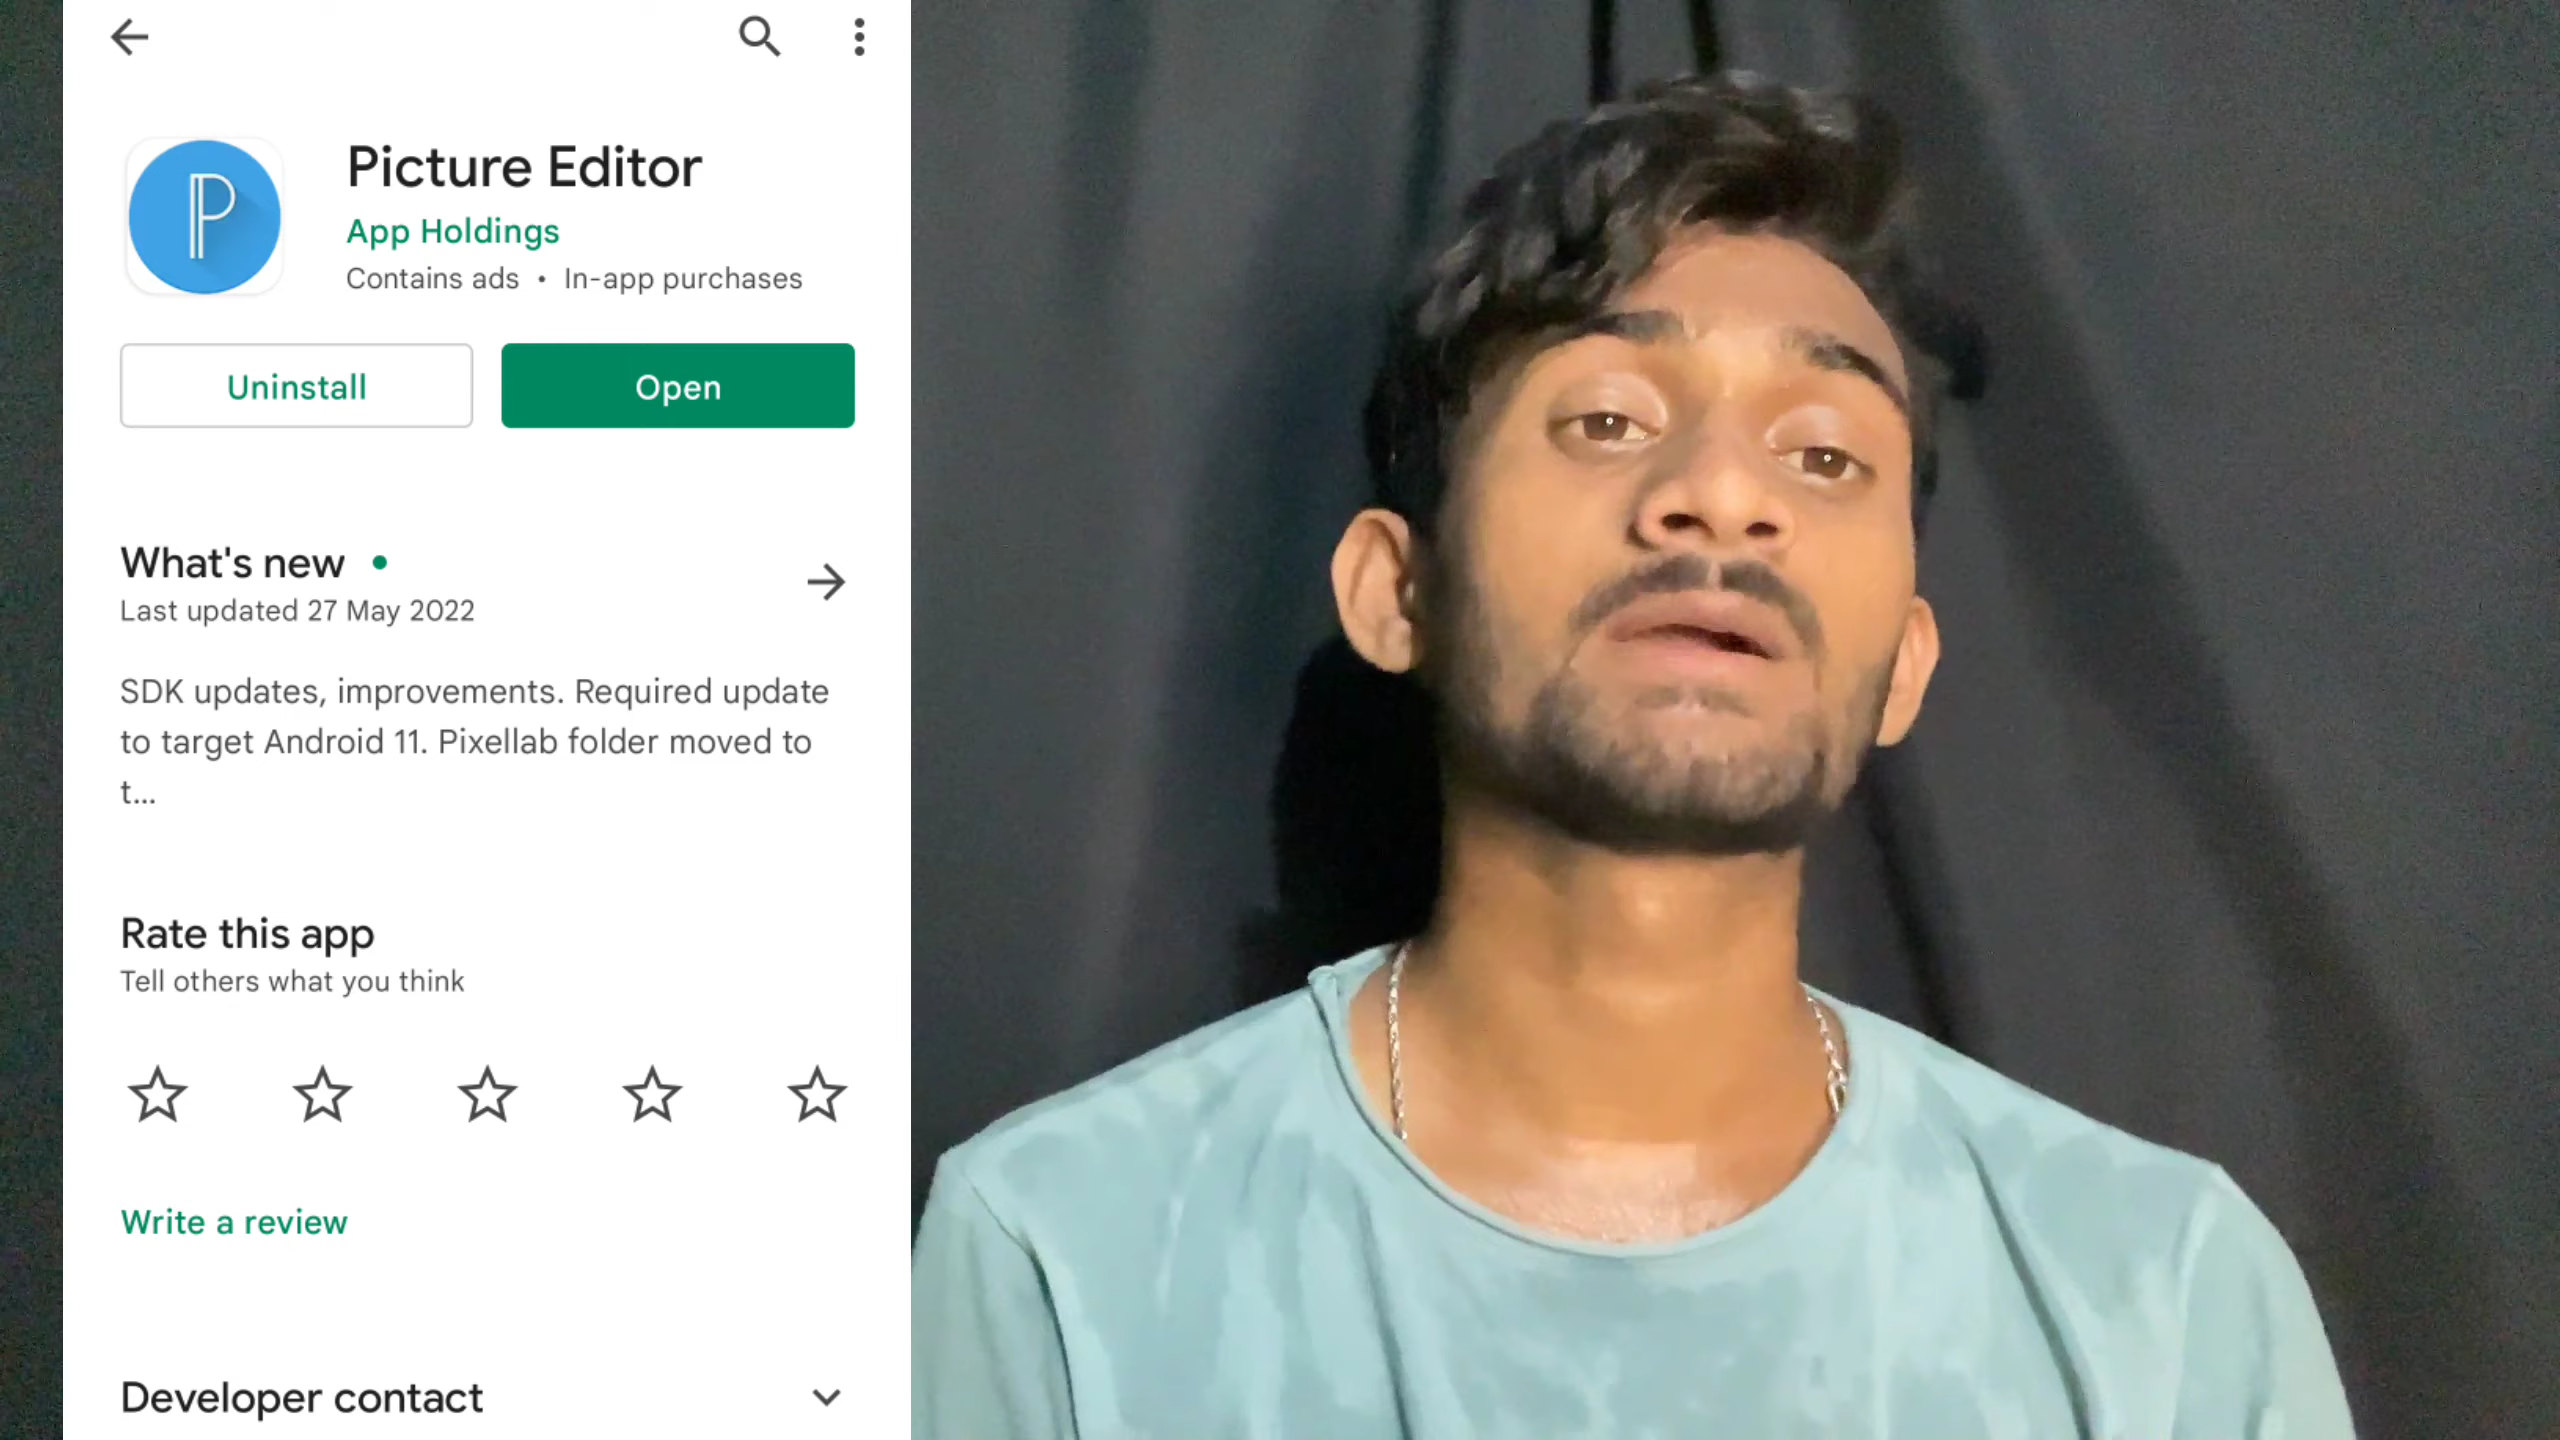 Picture Editor
App Holdings
Contains ads • In-app purchases
Uninstall
Open
What's new
Last updated 27 May 2022
SDK updates, improvements. Required update
to target Android 11. Pixellab folder moved to
t...
Rate this app
Tell others what you think
Write a review
Developer contact